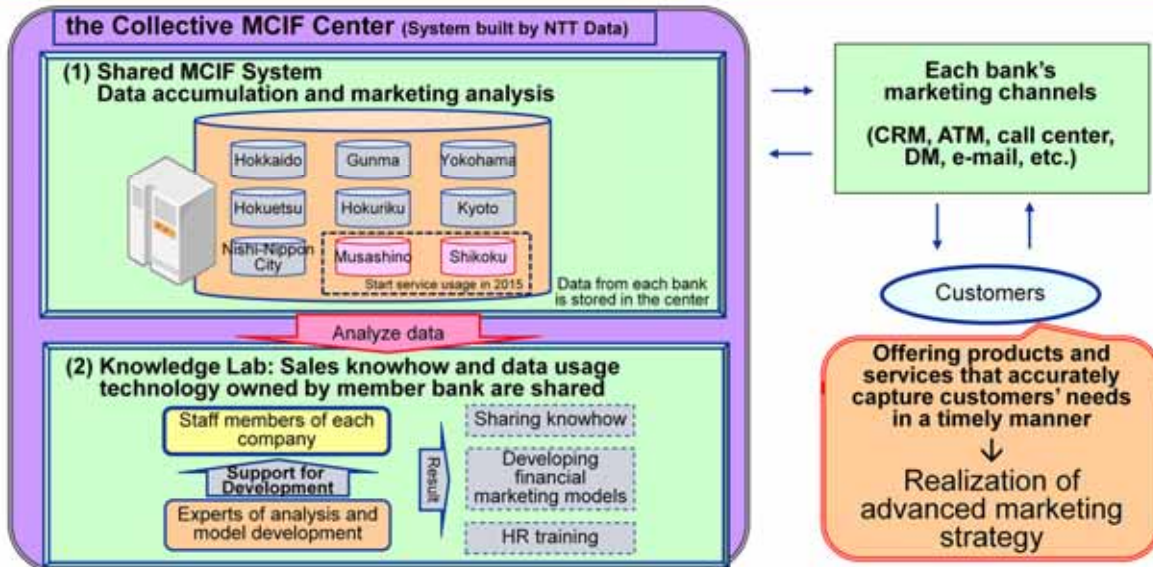 the Collective MCIF Center (System built by NTT Data)
(1) Shared MCIF System
Data accumulation and marketing analysis
Hokkaido
Gunma
Yokohama
Hokuetsu
Hokuriku
Kyoto
Nishi-Nippon
City
Musashino
Shikoku
Start service usage in 2015
Data from each bank
is stored in the center
Analyze data
(2) Knowledge Lab: Sales knowhow and data usage
technology owned by member bank are shared
Staff members of each
company
Support for
Development
Experts of analysis and
model development
Result
Sharing knowhow
Developing
financial
marketing models
HR training
Each bank's
marketing channels
(CRM, ATM, call center,
DM, e-mail, etc.)
Customers
Offering products and
services that accurately
capture customers' needs
in a timely manner
↓
Realization of
advanced marketing
strategy